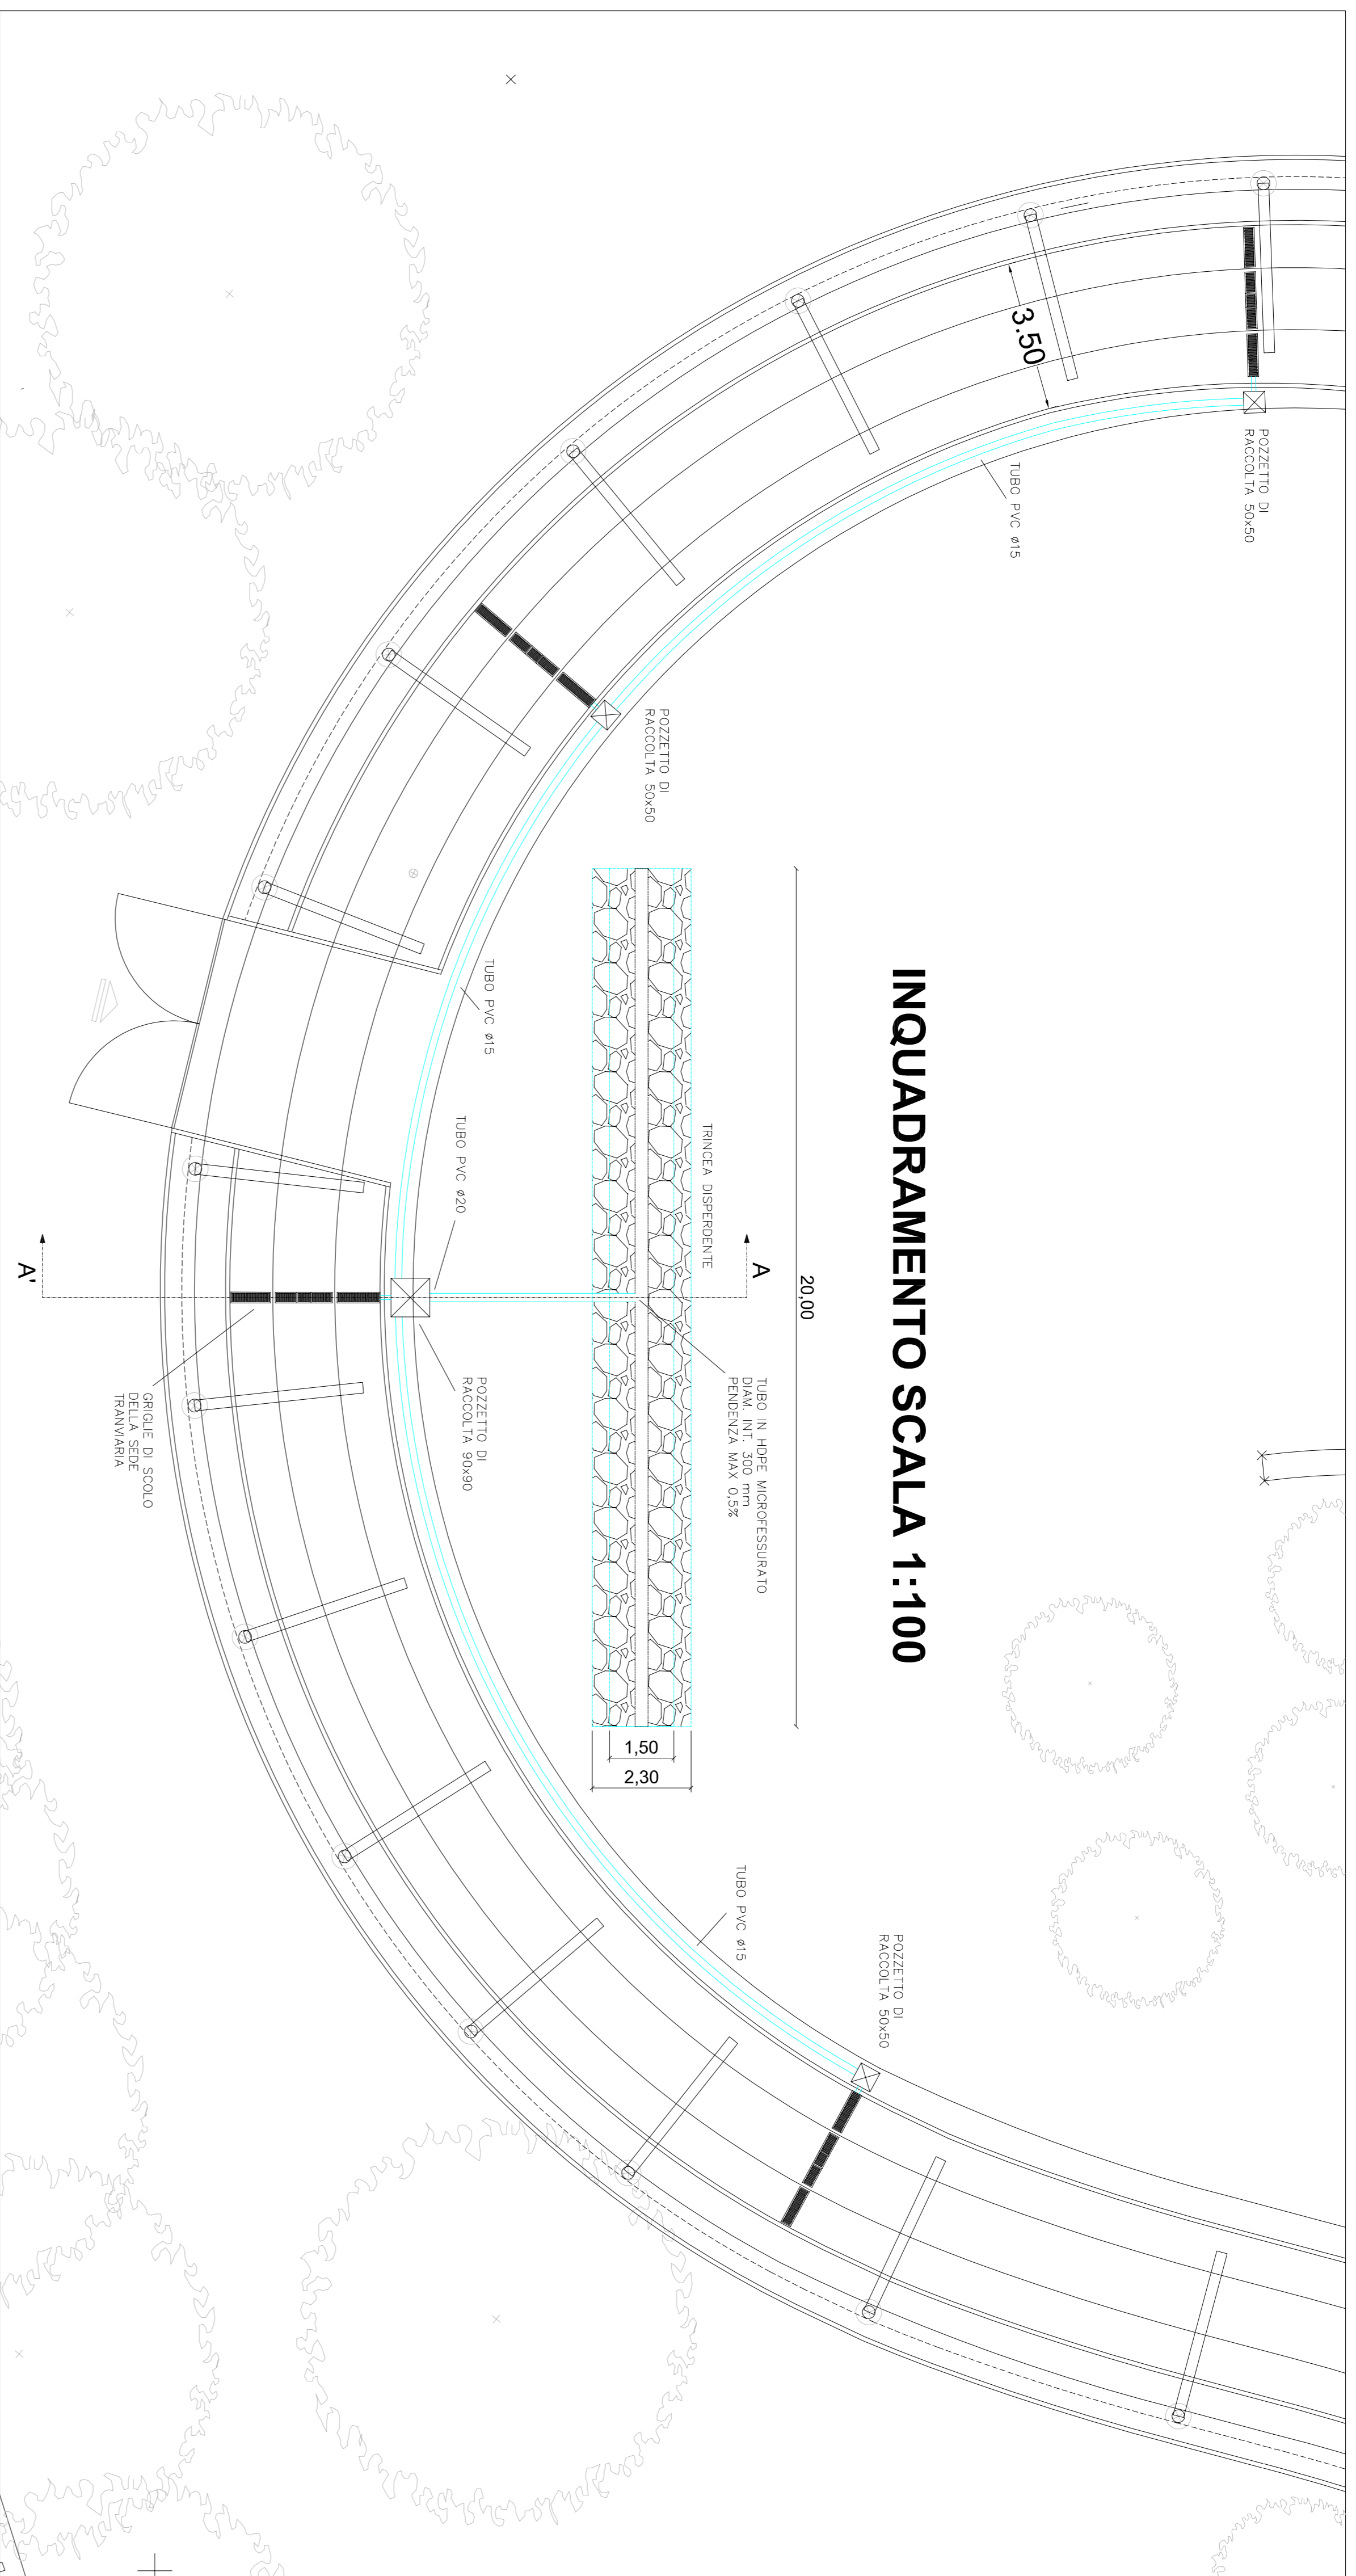 INQUADRAMENTO SCALA 1:100
POZZETTO DI
RACCOLTA 50x50
TUBO PVC ø15
3.50
POZZETTO DI
RACCOLTA 50x50
TUBO PVC ø15
TUBO PVC ø20
TRINCEA DISPERDENTE
20,00
A
A'
TUBO IN HDPE MICROFESSURATO
DIAM. INT. 300 mm
PENDENZA MAX 0,5%
POZZETTO DI
RACCOLTA 90x90
GRIGLIE DI SCOLO
DELLA SEDE
TRANVIARIA
1,50
2,30
TUBO PVC ø15
POZZETTO DI
RACCOLTA 50x50